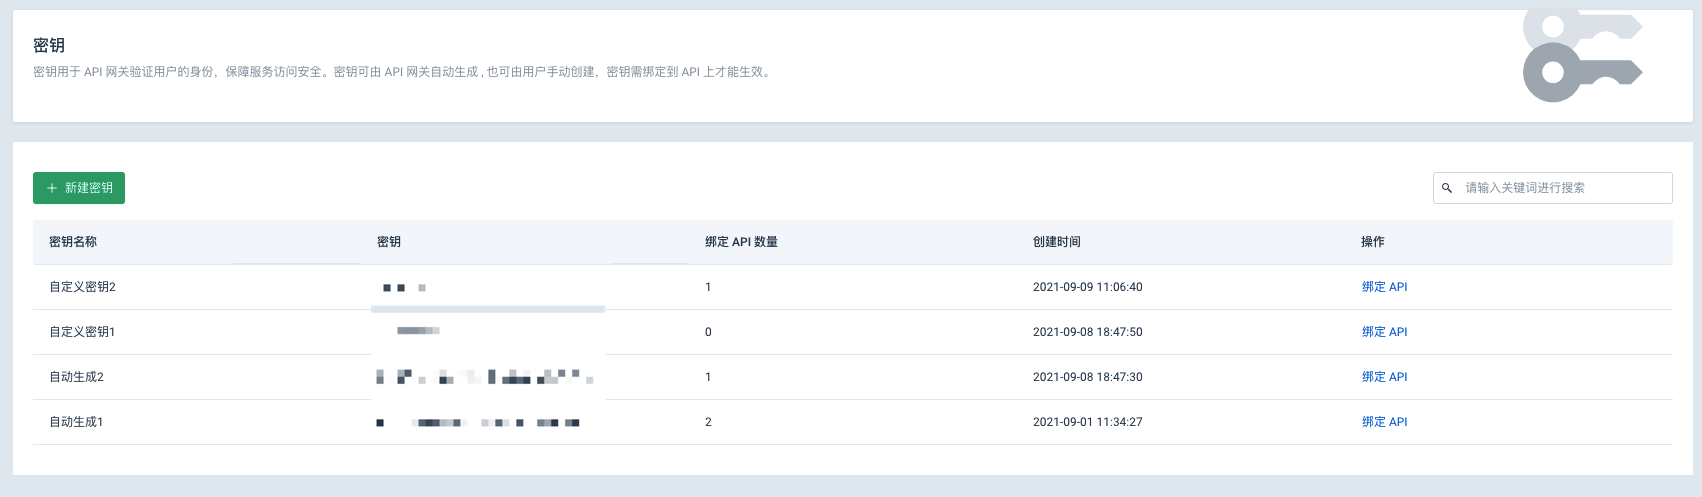 密钥
密钥用于 API 网关验证用户的身份，保障服务访问安全。密钥可由 API 网关自动生成 , 也可由用户手动创建，密钥需绑定到 API 上才能生效。
新建密钥
请输入关键词进行搜索
密钥名称 密钥 绑定 API 数量 创建时间 操作
自定义密钥2 1 2021-09-09 11:06:40 绑定 API
自定义密钥1 0 2021-09-08 18:47:50 绑定 API
自动生成2 1 2021-09-08 18:47:30 绑定 API
自动生成1 2 2021-09-01 11:34:27 绑定 API